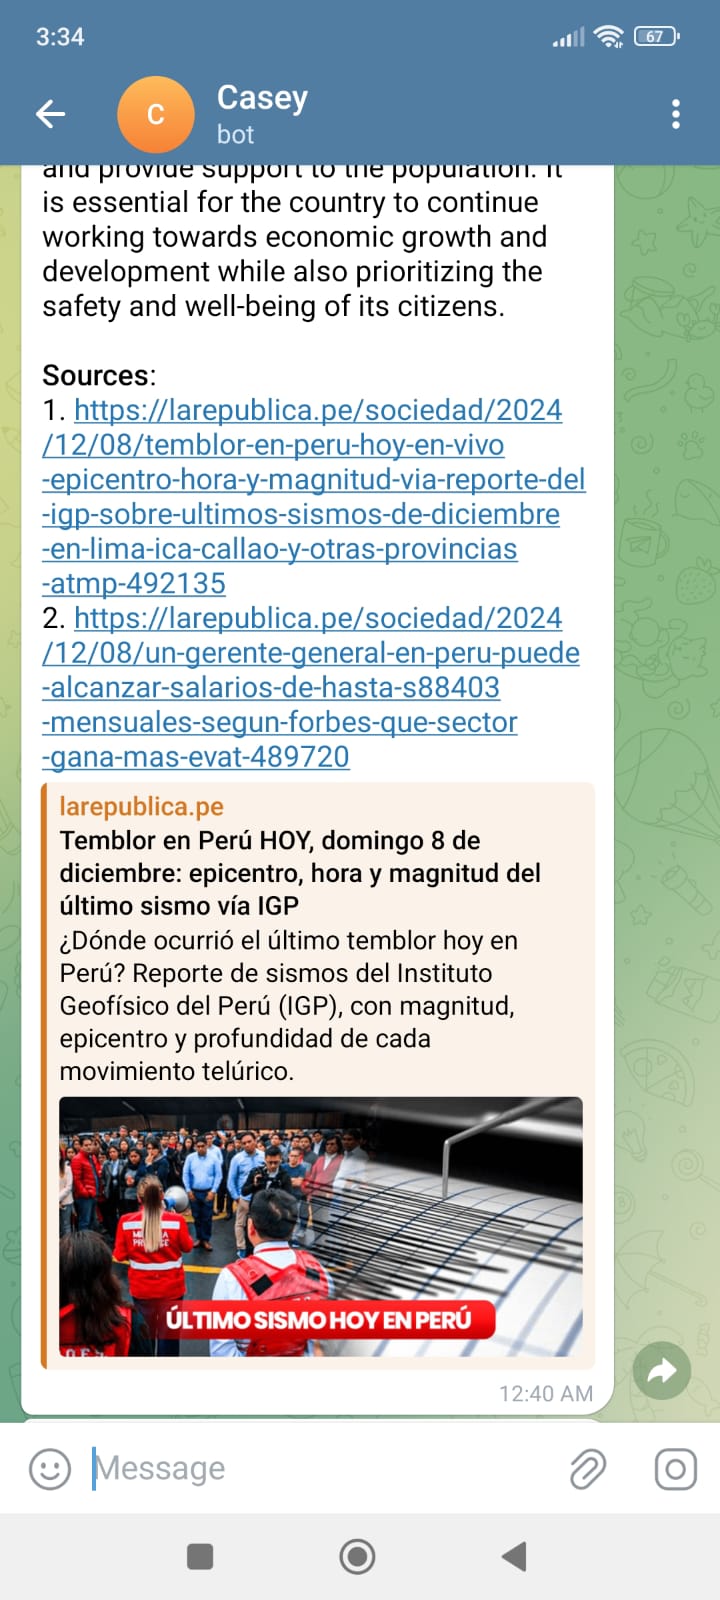 3:34
67
C
Casey
bot
and provide support to the population. It
is essential for the country to continue
working towards economic growth and
development while also prioritizing the
safety and well-being of its citizens.
Sources:
1. https://larepublica.pe/sociedad/2024
/12/08/temblor-en-peru-hoy-en-vivo
-epicentro-hora-y-magnitud-via-reporte-del
-igp-sobre-ultimos-sismos-de-diciembre
-en-lima-ica-callao-y-otras-provincias
-atmp-492135
2. https://larepublica.pe/sociedad/2024
/12/08/un-gerente-general-en-peru-puede
-alcanzar-salarios-de-hasta-s88403
-mensuales-segun-forbes-que-sector
-gana-mas-evat-489720
larepublica.pe
Temblor en Perú HOY, domingo 8 de
diciembre: epicentro, hora y magnitud del
último sismo vía IGP
¿Dónde ocurrió el último temblor hoy en
Perú? Reporte de sismos del Instituto
Geofísico del Perú (IGP), con magnitud,
epicentro y profundidad de cada
movimiento telúrico.
ÚLTIMO SISMO HOY EN PERÚ
12:40 AM
Message